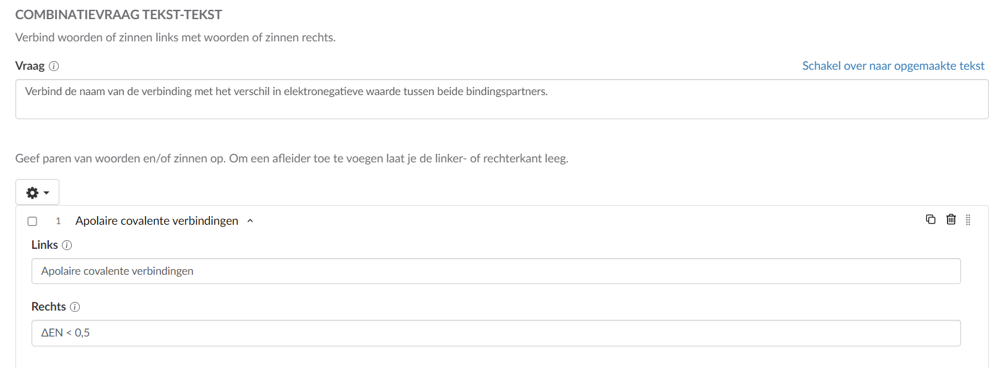 COMBINATIEVRAAG TEKST-TEKST
Verbind woorden of zinnen links met woorden of zinnen rechts.
Vraag
Schakel over naar opgemaakte tekst
Verbind de naam van de verbinding met het verschil in elektronegatieve waarde tussen beide bindingspartners.
Geef paren van woorden en/of zinnen op. Om een afleider toe te voegen laat je de linker- of rechterkant leeg.
1 Apolaire covalente verbindingen
Links
Apolaire covalente verbindingen
Rechts
ΔEN < 0,5